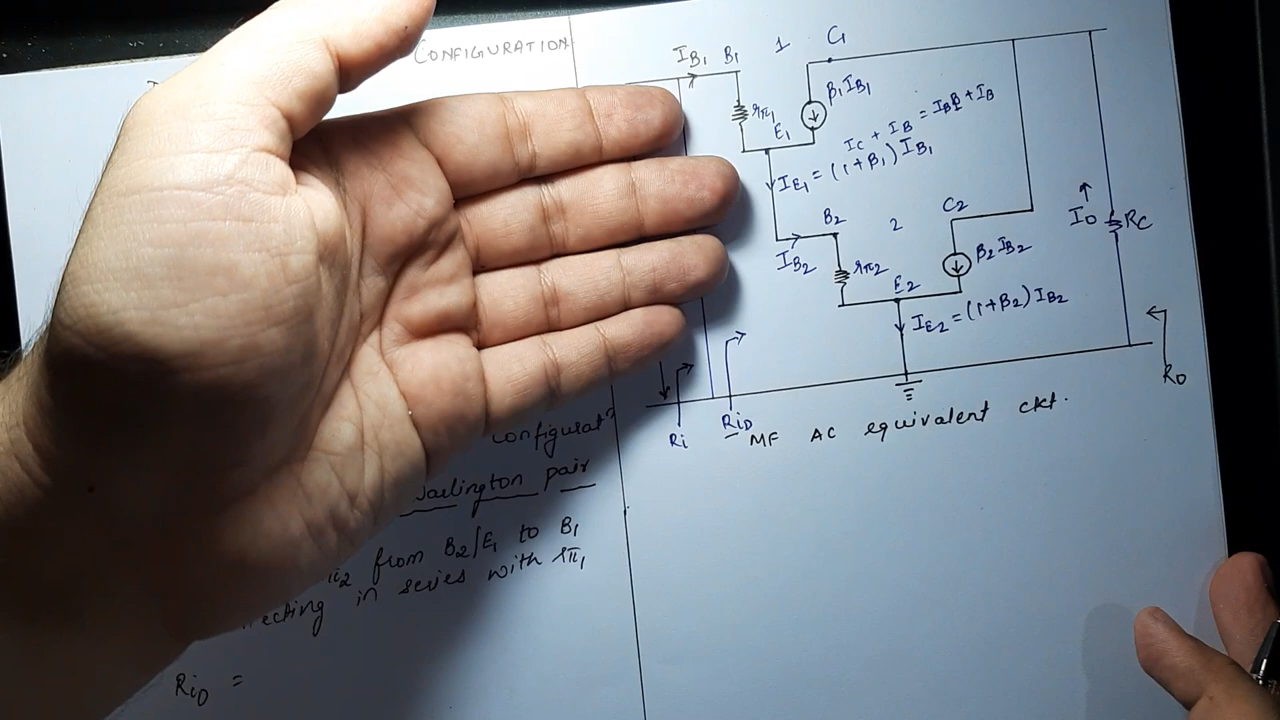 CONFIGURATION
configurat?
Darlington pair
from B2/E1 to B1
in series with rπ1
RiD =
IB1 B1 1 C1
rπ1 β1IB1
E1
IC + IB = IBβ + IB
IE1 = (1+β1) IB1
B2 2 C2
IB2 rπ2 β2 IB2
E2
IE2 = (1+β2) IB2
IO RC
RO
Ri RiD
MF AC equivalent ckt.